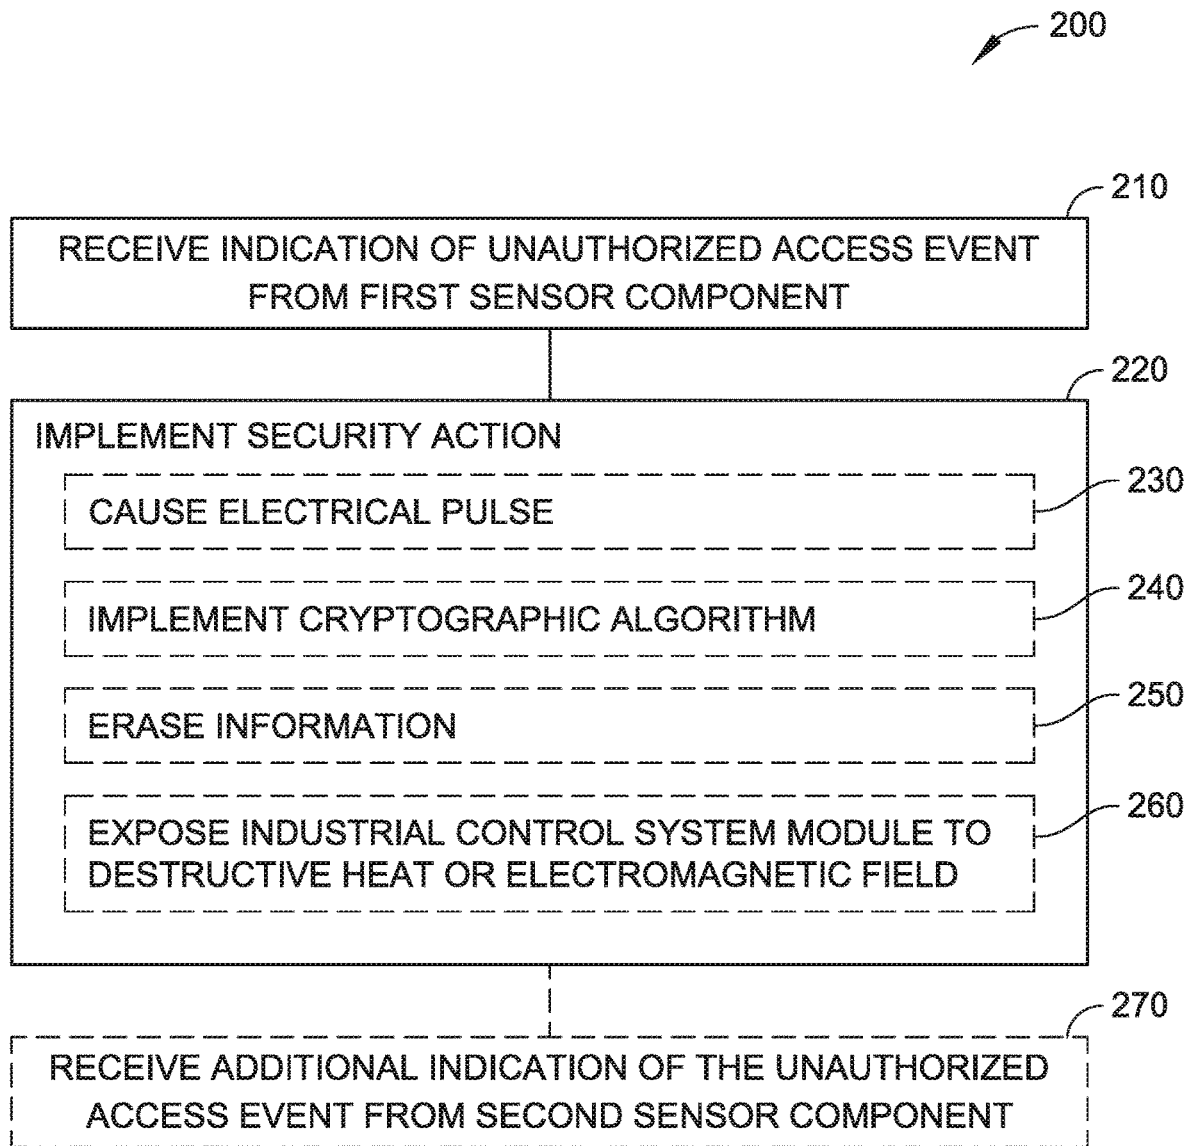 200
210
RECEIVE INDICATION OF UNAUTHORIZED ACCESS EVENT
FROM FIRST SENSOR COMPONENT
220
IMPLEMENT SECURITY ACTION
230
CAUSE ELECTRICAL PULSE
240
IMPLEMENT CRYPTOGRAPHIC ALGORITHM
250
ERASE INFORMATION
260
EXPOSE INDUSTRIAL CONTROL SYSTEM MODULE TO
DESTRUCTIVE HEAT OR ELECTROMAGNETIC FIELD
270
RECEIVE ADDITIONAL INDICATION OF THE UNAUTHORIZED
ACCESS EVENT FROM SECOND SENSOR COMPONENT